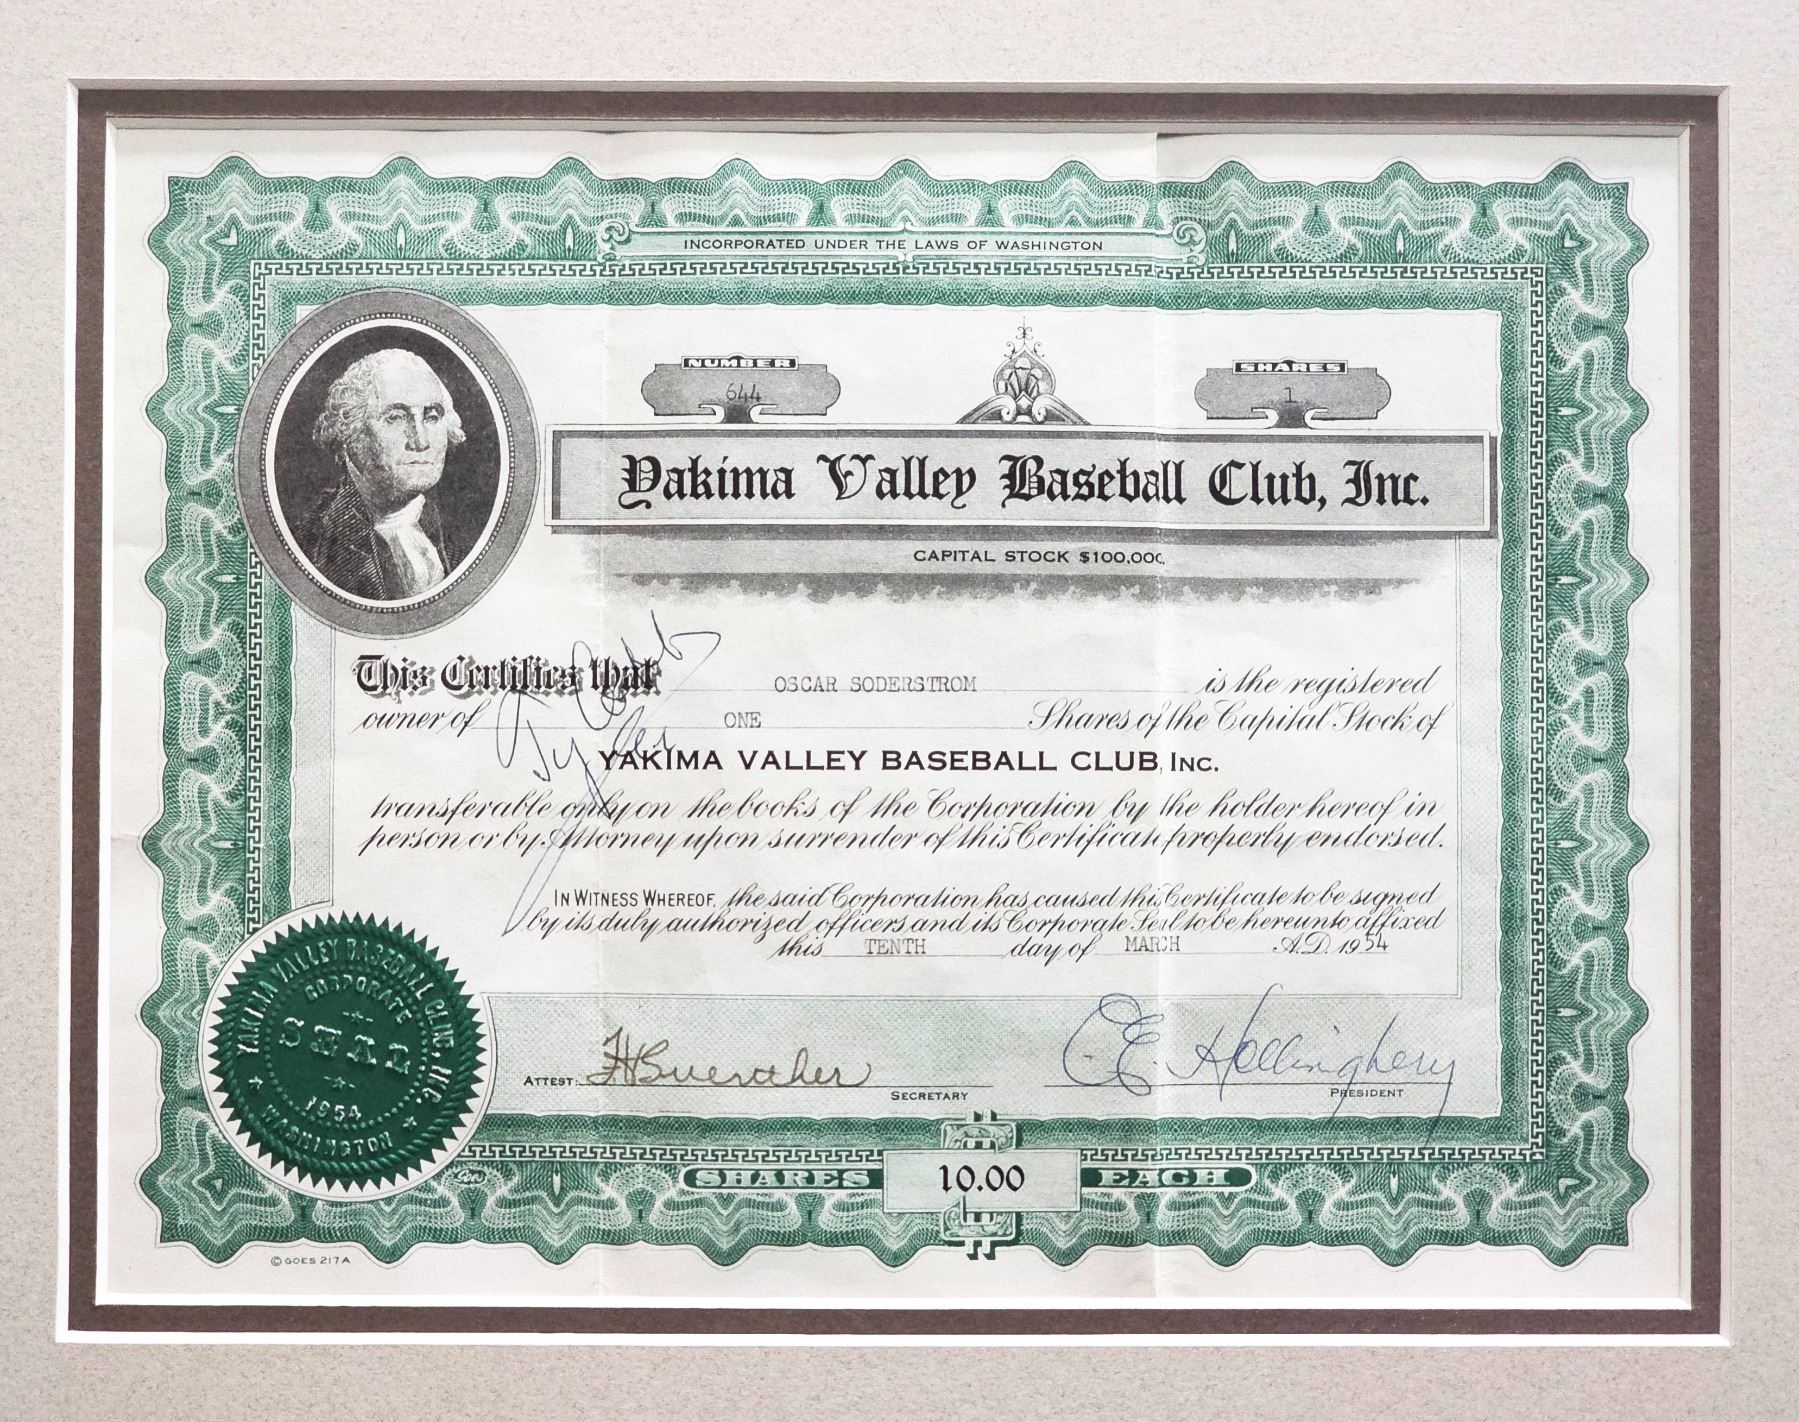 INCORPORATED UNDER THE LAWS OF WASHINGTON
NUMBER
644
SHARES
1
Yakima Valley Baseball Club, Inc.
CAPITAL STOCK $100,000
This Certifies that OSCAR SODERSTROM is the registered
owner of ONE Shares of the Capital Stock of
YAKIMA VALLEY BASEBALL CLUB, INC.
transferable only on the books of the Corporation by the holder hereof in
person or by Attorney upon surrender of this Certificate properly endorsed.
Ty Cobb
IN WITNESS WHEREOF, the said Corporation has caused this Certificate to be signed
by its duly authorized officers and its Corporate Seal to be hereunto affixed
this TENTH day of MARCH A.D. 1954
YAKIMA VALLEY BASEBALL CLUB, INC.
CORPORATE
SEAL
1954
WASHINGTON
ATTEST:
SECRETARY
C.E. Hollingbery
PRESIDENT
SHARES 10.00 EACH
Goes
© GOES 217 A